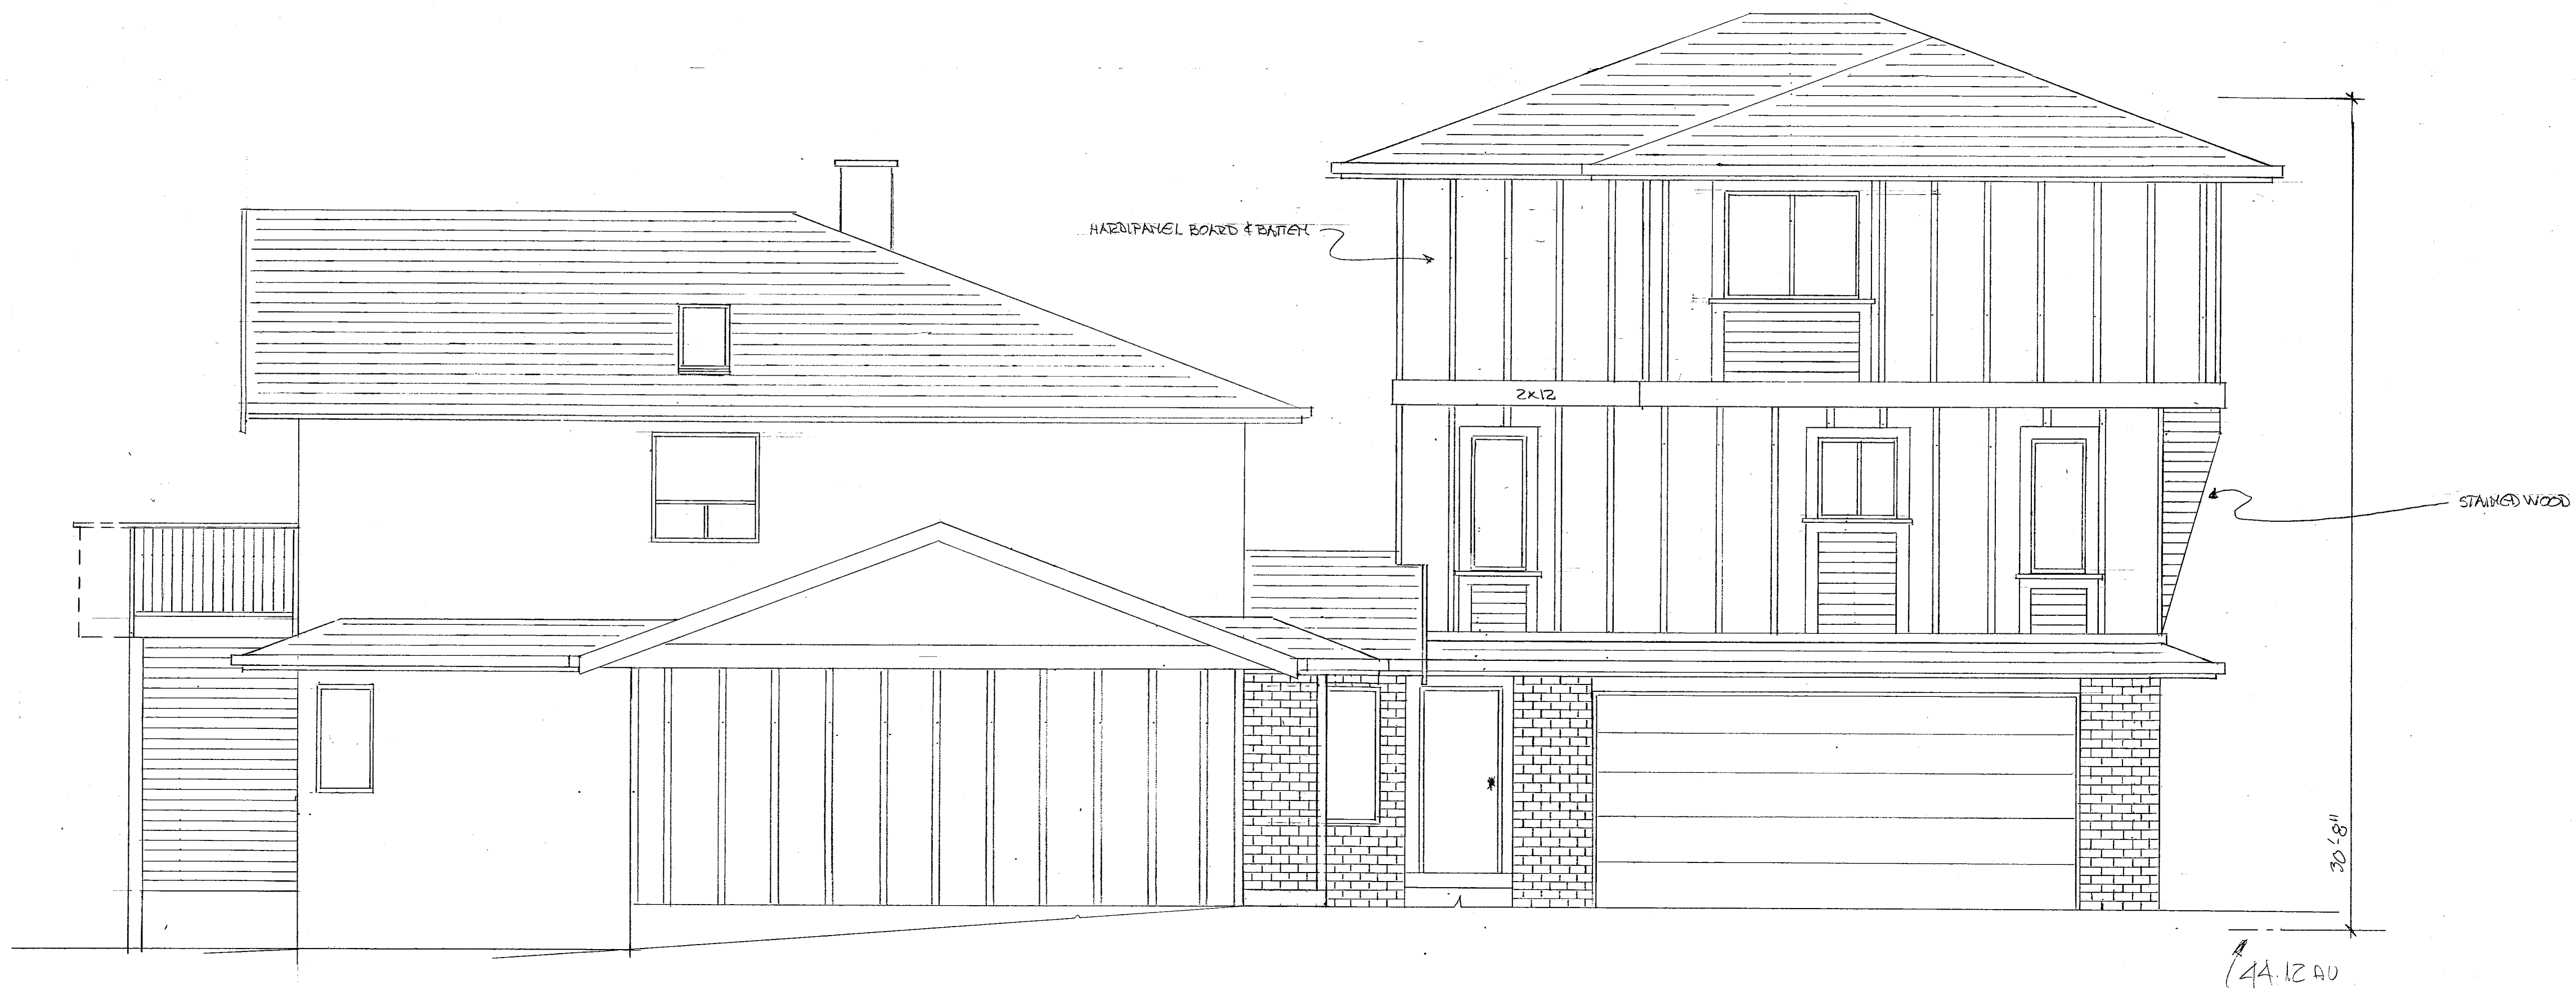 HARDIPANEL BOARD & BATTEN
2x12
STAINED WOOD
30'-8"
44.12 AU